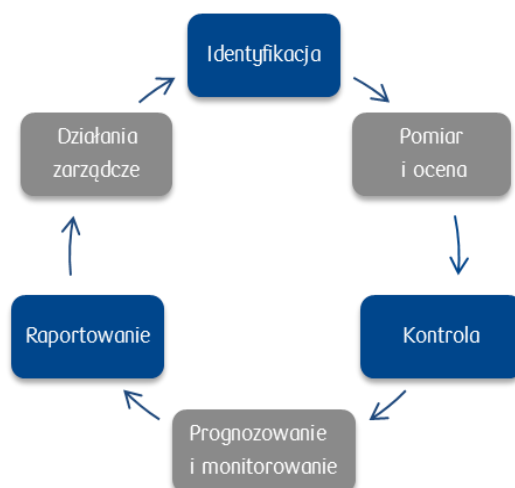 Identyfikacja
Pomiar
i ocena
Kontrola
Prognozowanie
i monitorowanie
Raportowanie
Działania
zarządcze